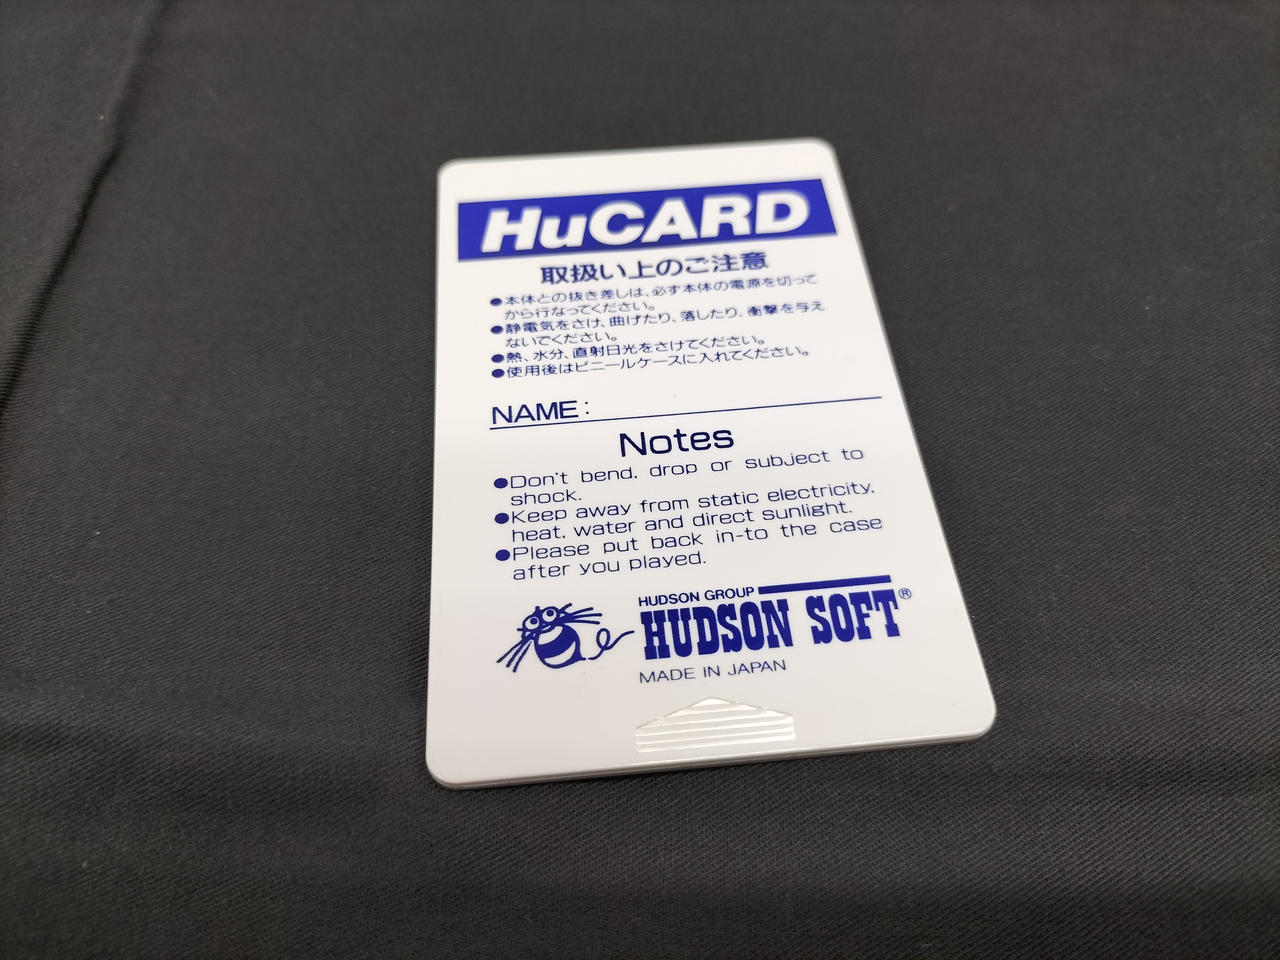 HuCARD
取扱い上のご注意
●本体との抜き差しは、必ず本体の電源を切って
から行なってください。
●静電気をさけ、曲げたり、落したり、衝撃を与え
ないでください。
●熱、水分、直射日光をさけてください。
●使用後はビニールケースに入れてください。
NAME:
Notes
●Don't bend, drop or subject to
shock.
●Keep away from static electricity,
heat, water and direct sunlight.
●Please put back in-to the case
after you played.
HUDSON GROUP
HUDSON SOFT®
MADE IN JAPAN